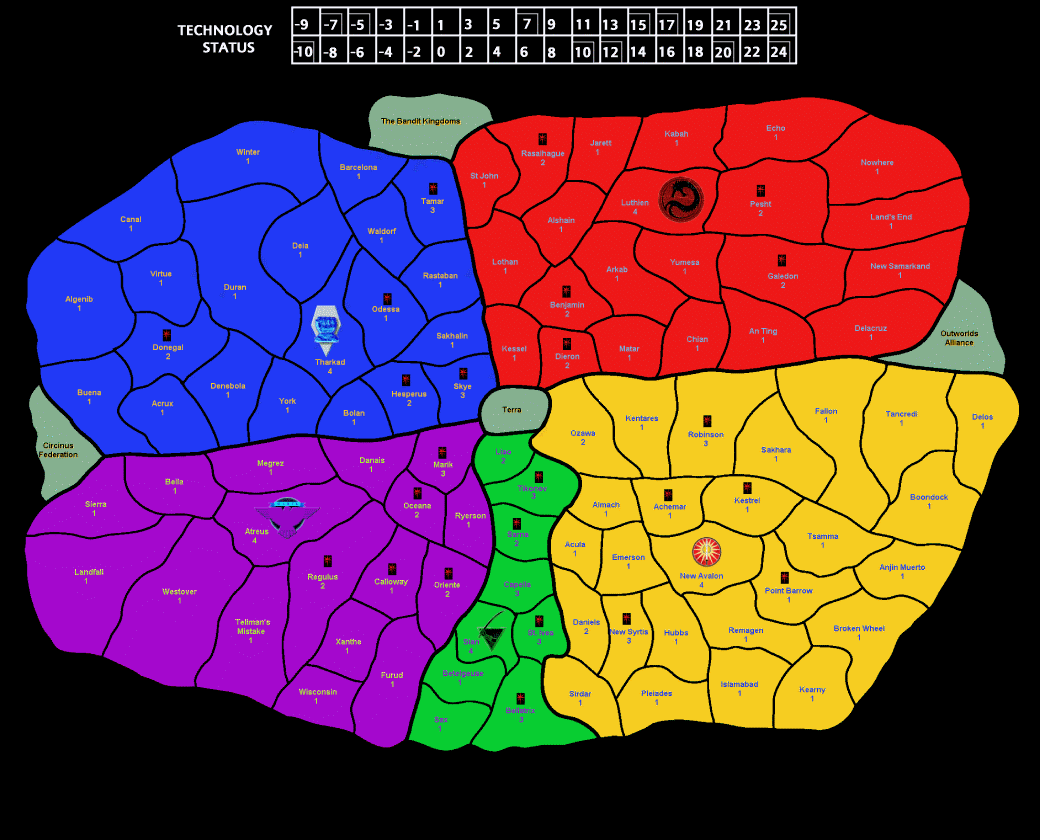 TECHNOLOGY
STATUS
-9 -7 -5 -3 -1 1 3 5 7 9 11 13 15 17 19 21 23 25
-10 -8 -6 -4 -2 0 2 4 6 8 10 12 14 16 18 20 22 24
The Bandit Kingdoms
Winter
1
Barcelona
1
Tamar
3
Canal
1
Waldorf
1
Deia
1
Virtue
1
Duran
1
Rastaban
1
Algenib
1
Odessa
1
Donegal
2
Sakhalin
1
Tharkad
4
Buena
1
Denebola
1
Acrux
1
York
1
Bolan
1
Hesperus
2
Skye
3
Circinus
Federation
St John
1
Rasalhague
2
Jarett
1
Kabah
1
Echo
1
Nowhere
1
Luthien
4
Pesht
2
Land's End
1
Alshain
1
Lothan
1
Arkab
1
Yumesa
1
Galedon
2
New Samarkand
1
Benjamin
2
Kessel
1
Dieron
2
Matar
1
Chian
1
An Ting
1
Delacruz
1
Outworlds
Alliance
Terra
Megrez
1
Danais
1
Marik
3
Bella
1
Sierra
1
Atreus
4
Oceana
2
Ryerson
1
Landfall
1
Westover
1
Regulus
2
Calloway
1
Oriente
2
Tellman's
Mistake
1
Xanthe
1
Furud
1
Wisconsin
1
Liao
2
Tikonov
3
Sarna
2
Capella
3
Sian
4
St. Ives
3
Betelgeuse
1
Sax
1
Bellatrix
3
Ozawa
2
Kentares
1
Robinson
3
Sakhara
1
Fallon
1
Tancredi
1
Delos
1
Almach
1
Achernar
1
Kestrel
1
Boondock
1
Acula
1
Emerson
1
New Avalon
4
Tsamma
1
Anjin Muerto
1
Point Barrow
1
Daniels
2
New Syrtis
3
Hubbs
1
Remagen
1
Broken Wheel
1
Sirdar
1
Pleiades
1
Islamabad
1
Kearny
1